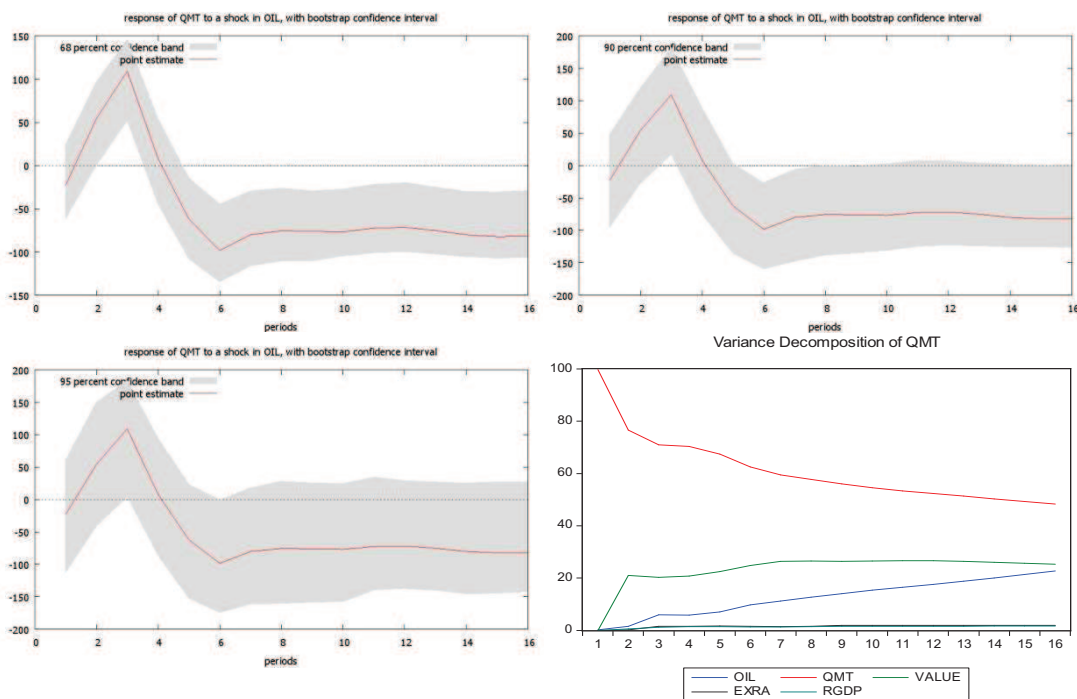 response of QMT to a shock in OIL, with bootstrap confidence interval
68 percent confidence band
point estimate
150
100
50
0
-50
-100
-150
0 2 4 6 8 10 12 14 16
periods
response of QMT to a shock in OIL, with bootstrap confidence interval
90 percent confidence band
point estimate
200
150
100
50
0
-50
-100
-150
-200
0 2 4 6 8 10 12 14 16
periods
response of QMT to a shock in OIL, with bootstrap confidence interval
95 percent confidence band
point estimate
200
150
100
50
0
-50
-100
-150
-200
0 2 4 6 8 10 12 14 16
periods
Variance Decomposition of QMT
100
80
60
40
20
0
1 2 3 4 5 6 7 8 9 10 11 12 13 14 15 16
OIL QMT VALUE
EXRA RGDP